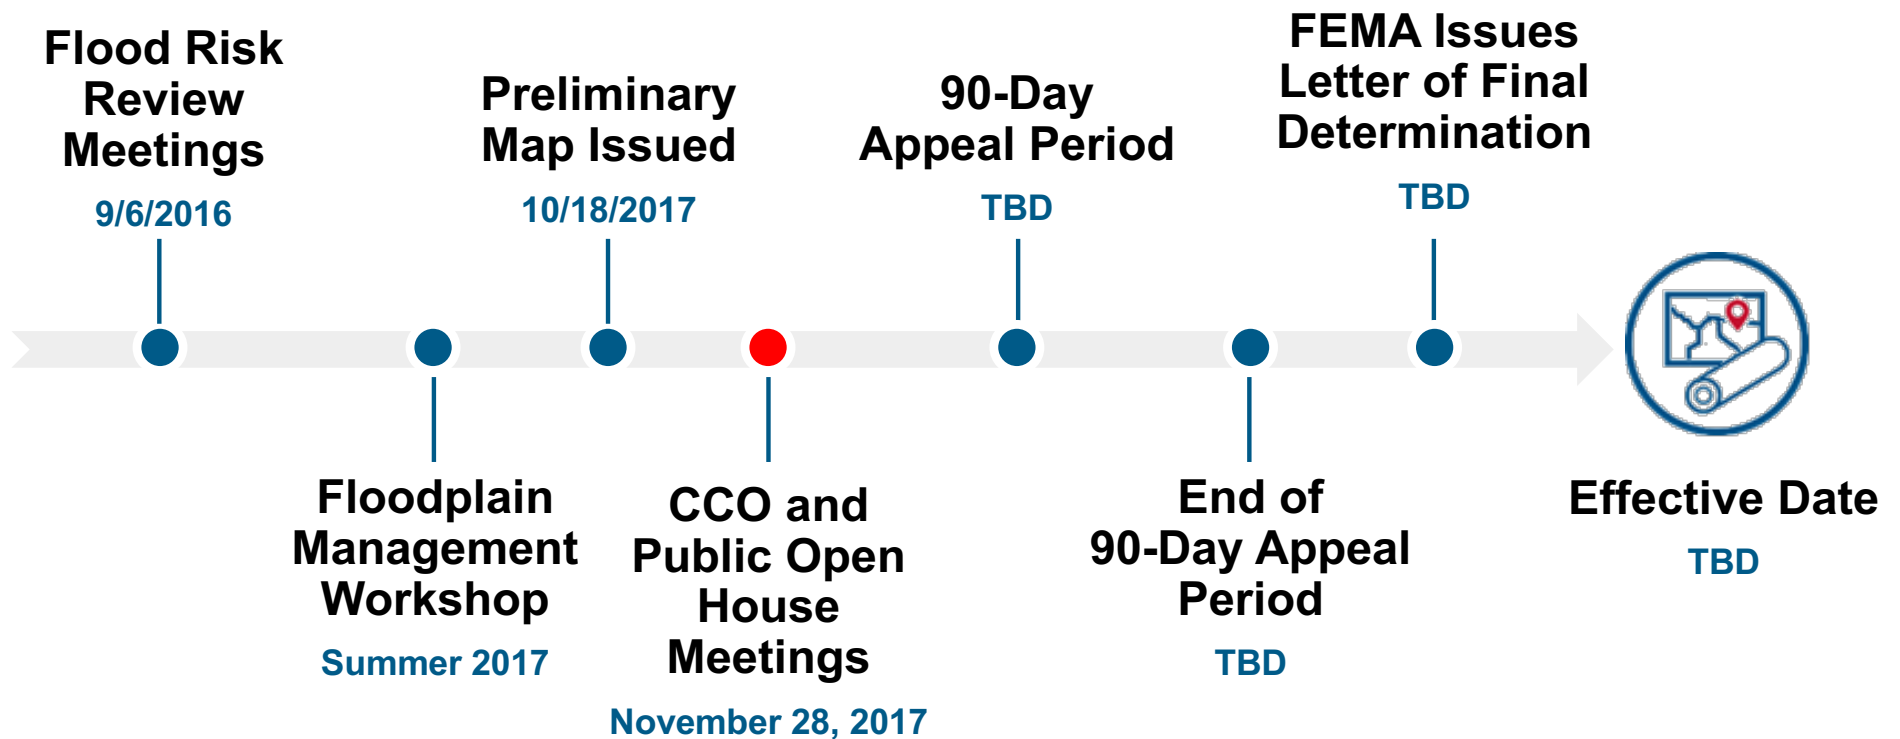 Flood Risk
Review
Meetings
9/6/2016
Floodplain
Management
Workshop
Summer 2017
Preliminary
Map Issued
10/18/2017
CCO and
Public Open
House
Meetings
November 28, 2017
90-Day
Appeal Period
TBD
End of
90-Day Appeal
Period
TBD
FEMA Issues
Letter of Final
Determination
TBD
Effective Date
TBD